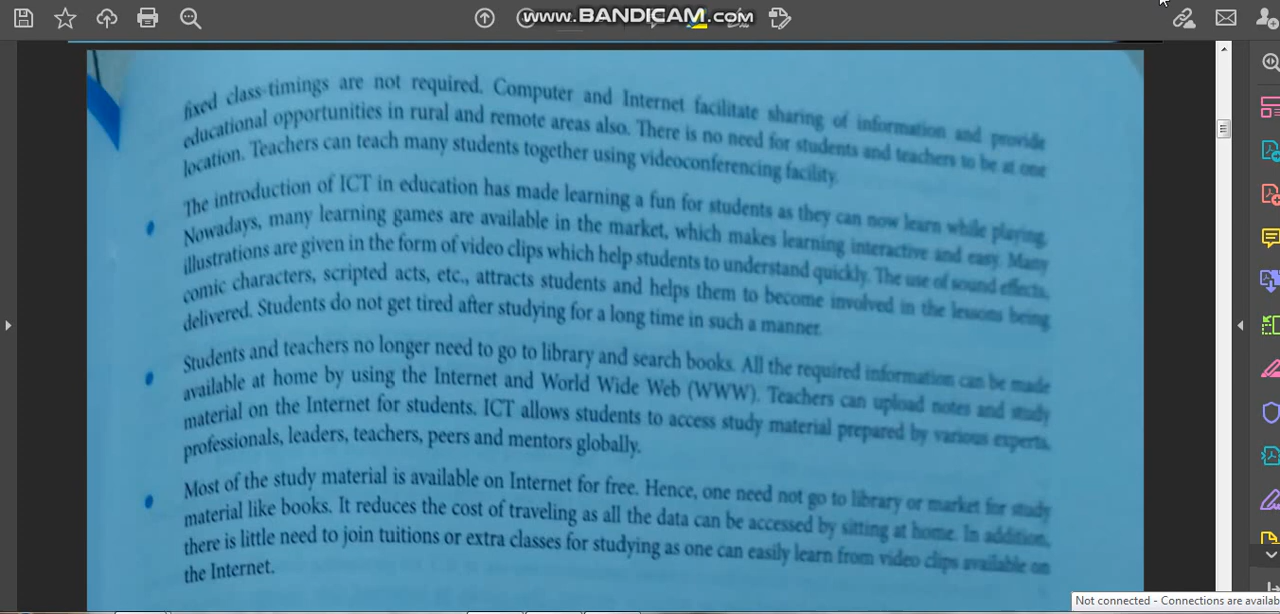 www.BANDICAM.com
fixed class-timings are not required. Computer and Internet facilitate sharing of information and provide
educational opportunities in rural and remote areas also. There is no need for students and teachers to be at one
location. Teachers can teach many students together using videoconferencing facility.
The introduction of ICT in education has made learning a fun for students as they can now learn while playing.
Nowadays, many learning games are available in the market, which makes learning interactive and easy. Many
illustrations are given in the form of video clips which help students to understand quickly. The use of sound effects,
comic characters, scripted acts, etc., attracts students and helps them to become involved in the lessons being
delivered. Students do not get tired after studying for a long time in such a manner.
Students and teachers no longer need to go to library and search books. All the required information can be made
available at home by using the Internet and World Wide Web (WWW). Teachers can upload notes and study
material on the Internet for students. ICT allows students to access study material prepared by various experts,
professionals, leaders, teachers, peers and mentors globally.
Most of the study material is available on Internet for free. Hence, one need not go to library or market for study
material like books. It reduces the cost of traveling as all the data can be accessed by sitting at home. In addition,
there is little need to join tuitions or extra classes for studying as one can easily learn from video clips available on
the Internet.
Not connected - Connections are availab